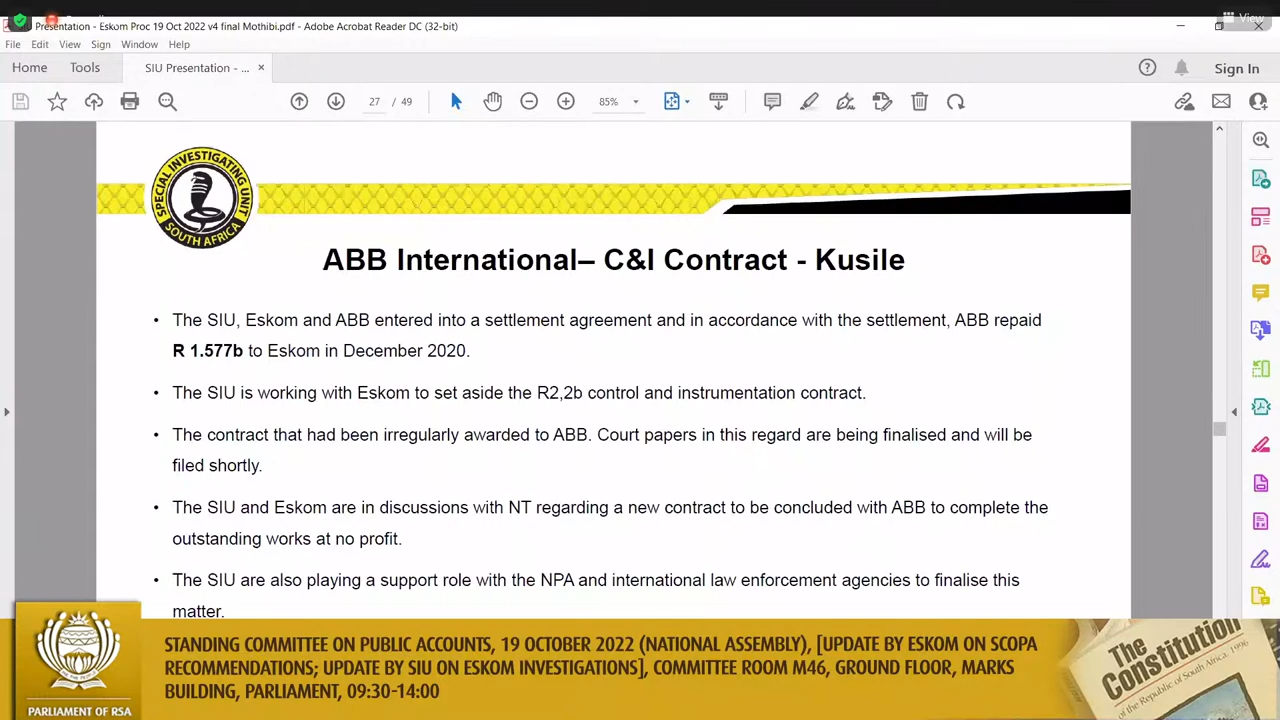 Presentation - Eskom Proc 19 Oct 2022 v4 final Mothibi.pdf - Adobe Acrobat Reader DC (32-bit)
View
File Edit View Sign Window Help
Home Tools SIU Presentation - ... ×
Sign In
27 / 49
85%
SPECIAL INVESTIGATING UNIT
SOUTH AFRICA
ABB International– C&I Contract - Kusile
• The SIU, Eskom and ABB entered into a settlement agreement and in accordance with the settlement, ABB repaid
R 1.577b to Eskom in December 2020.
• The SIU is working with Eskom to set aside the R2,2b control and instrumentation contract.
• The contract that had been irregularly awarded to ABB. Court papers in this regard are being finalised and will be
filed shortly.
• The SIU and Eskom are in discussions with NT regarding a new contract to be concluded with ABB to complete the
outstanding works at no profit.
• The SIU are also playing a support role with the NPA and international law enforcement agencies to finalise this
matter.
STANDING COMMITTEE ON PUBLIC ACCOUNTS, 19 OCTOBER 2022 (NATIONAL ASSEMBLY), [UPDATE BY ESKOM ON SCOPA
RECOMMENDATIONS; UPDATE BY SIU ON ESKOM INVESTIGATIONS], COMMITTEE ROOM M46, GROUND FLOOR, MARKS
BUILDING, PARLIAMENT, 09:30-14:00
PARLIAMENT OF RSA
The
Constitution
of the Republic of South Africa, 1996